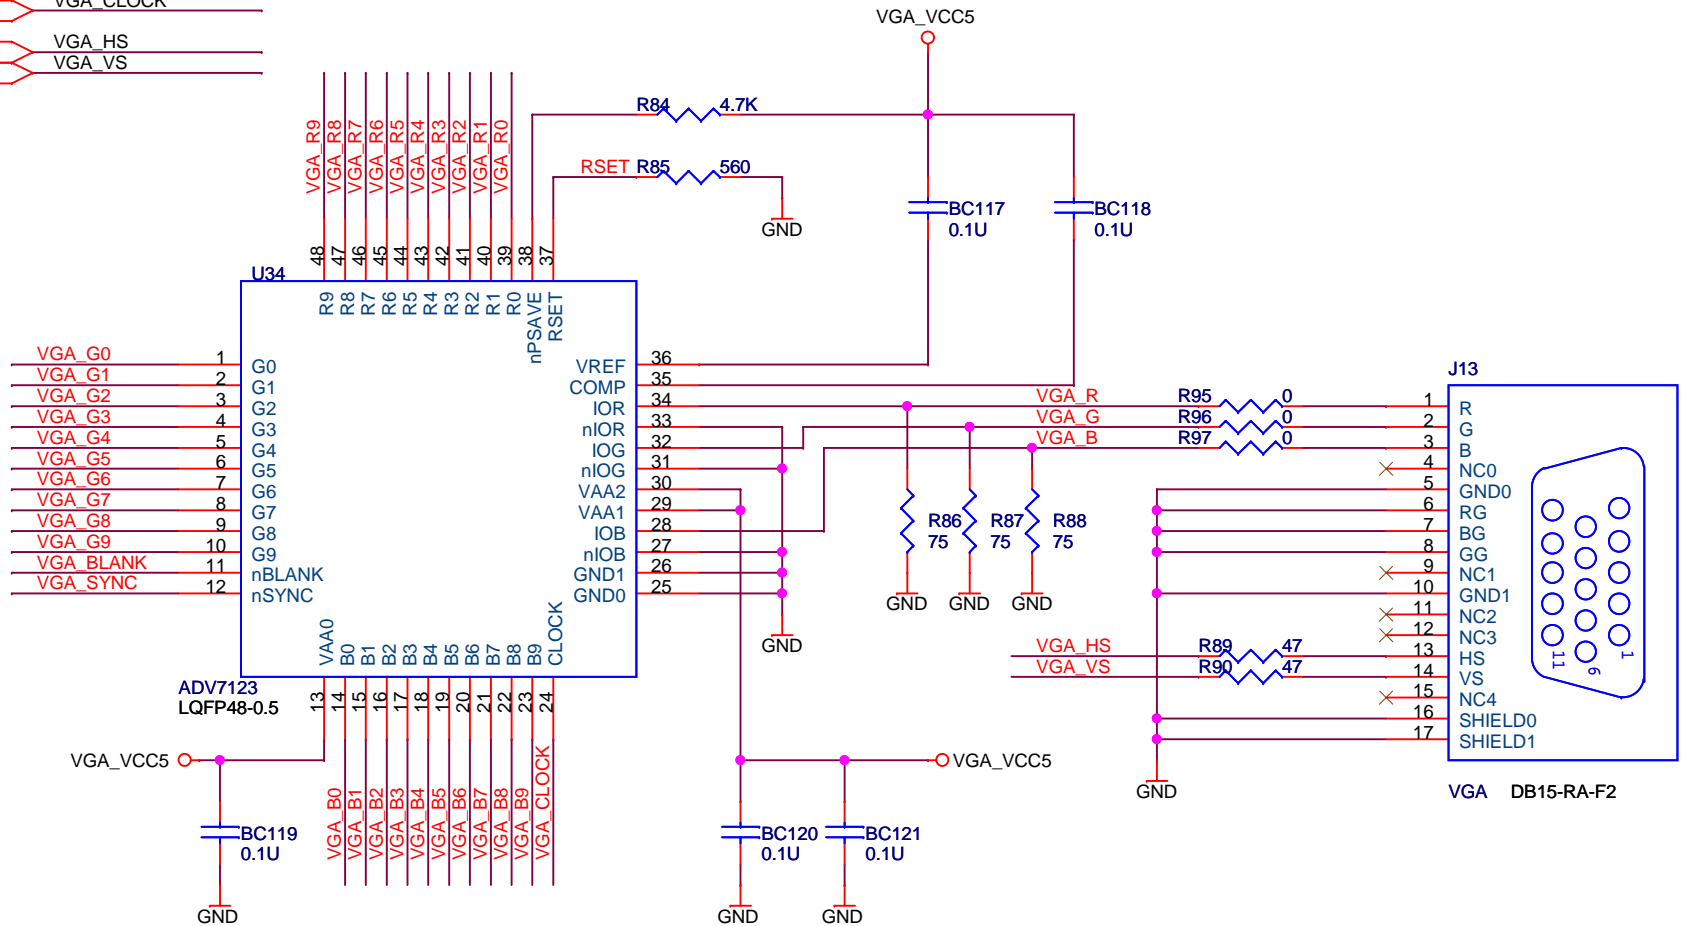 VGA_CLOCK
VGA_HS
VGA_VS
VGA_VCC5
R84 4.7K
RSET R85 560
GND
BC117
0.1U
BC118
0.1U
VGA_R9
VGA_R8
VGA_R7
VGA_R6
VGA_R5
VGA_R4
VGA_R3
VGA_R2
VGA_R1
VGA_R0
48
47
46
45
44
43
42
41
40
39
38
37
U34
R9
R8
R7
R6
R5
R4
R3
R2
R1
R0
nPSAVE
RSET
VGA_G0 1 G0
VGA_G1 2 G1
VGA_G2 3 G2
VGA_G3 4 G3
VGA_G4 5 G4
VGA_G5 6 G5
VGA_G6 7 G6
VGA_G7 8 G7
VGA_G8 9 G8
VGA_G9 10 G9
VGA_BLANK 11 nBLANK
VGA_SYNC 12 nSYNC
VREF 36
COMP 35
IOR 34
nIOR 33
IOG 32
nIOG 31
VAA2 30
VAA1 29
IOB 28
nIOB 27
GND1 26
GND0 25
VAA0
B0
B1
B2
B3
B4
B5
B6
B7
B8
B9
CLOCK
ADV7123
LQFP48-0.5
13
14
15
16
17
18
19
20
21
22
23
24
VGA_B0
VGA_B1
VGA_B2
VGA_B3
VGA_B4
VGA_B5
VGA_B6
VGA_B7
VGA_B8
VGA_B9
VGA_CLOCK
VGA_VCC5
BC119
0.1U
GND
GND
VGA_VCC5
BC120
0.1U
BC121
0.1U
GND
GND
VGA_R R95 0
VGA_G R96 0
VGA_B R97 0
R86
75
R87
75
R88
75
GND
GND
GND
VGA_HS R89 47
VGA_VS R90 47
GND
J13
1 R
2 G
3 B
4 NC0
5 GND0
6 RG
7 BG
8 GG
9 NC1
10 GND1
11 NC2
12 NC3
13 HS
14 VS
15 NC4
16 SHIELD0
17 SHIELD1
11
6
1
VGA DB15-RA-F2